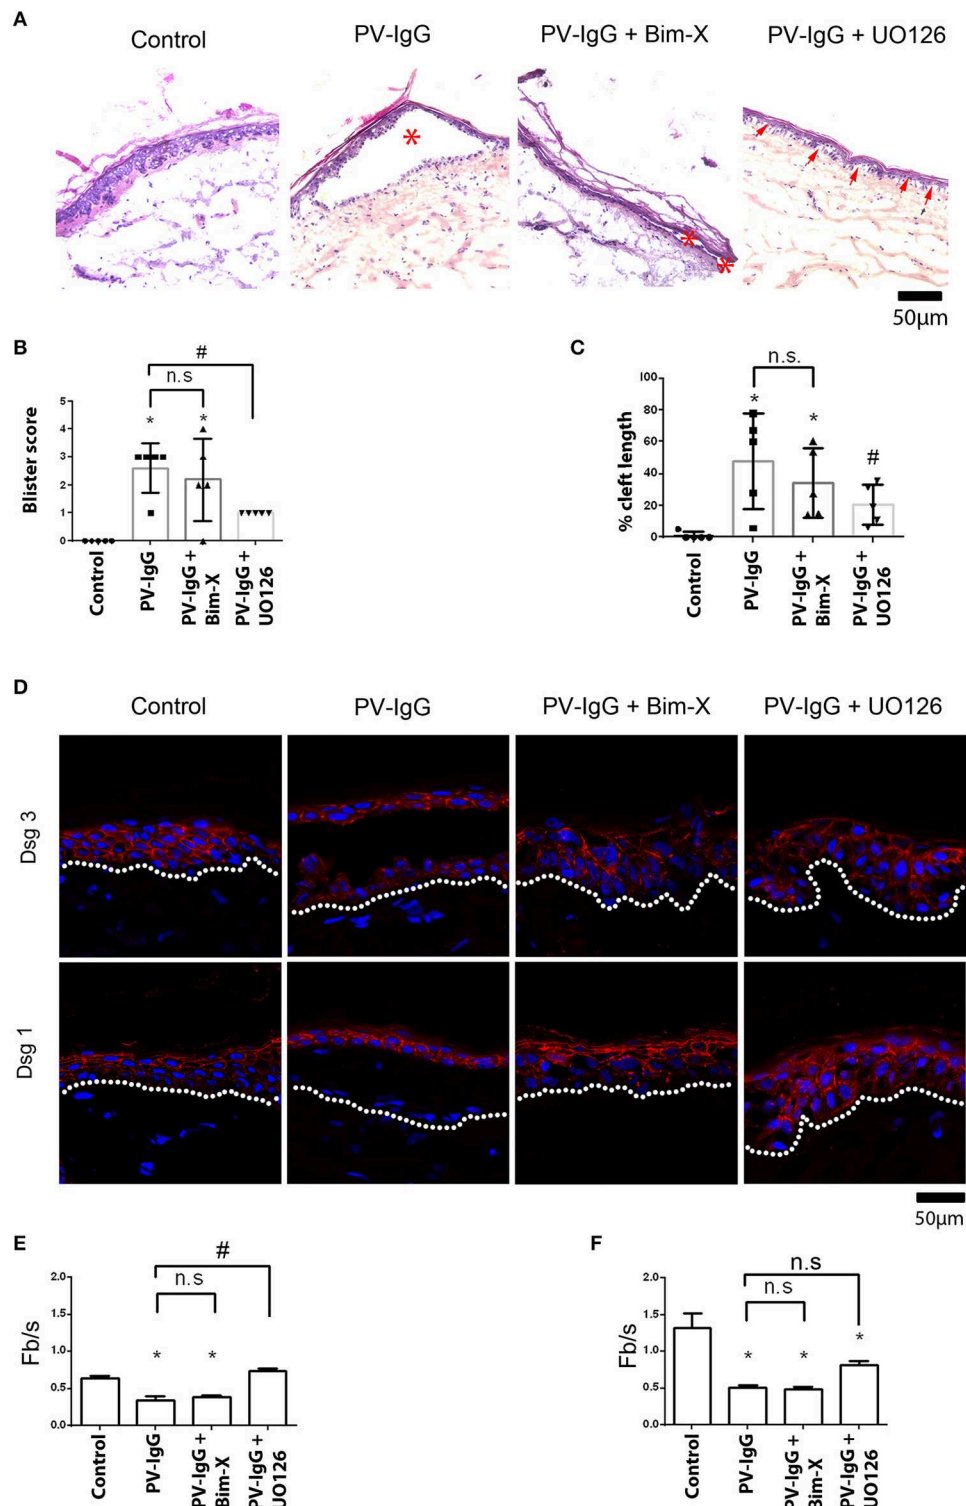 A
Control
PV-IgG
PV-IgG + Bim-X
PV-IgG + UO126
*
*
*
50μm
B
#
n.s
Blister score
5
4
3
2
1
0
*
*
Control
PV-IgG
PV-IgG +
Bim-X
PV-IgG +
UO126
C
n.s.
% cleft length
100
80
60
40
20
0
*
*
#
Control
PV-IgG
PV-IgG +
Bim-X
PV-IgG +
UO126
D
Control
PV-IgG
PV-IgG + Bim-X
PV-IgG + UO126
Dsg 3
Dsg 1
50μm
E
#
n.s
Fb/s
2.0
1.5
1.0
0.5
0.0
*
*
Control
PV-IgG
PV-IgG +
Bim-X
PV-IgG +
UO126
F
n.s
n.s
Fb/s
2.0
1.5
1.0
0.5
0.0
*
*
*
Control
PV-IgG
PV-IgG +
Bim-X
PV-IgG +
UO126